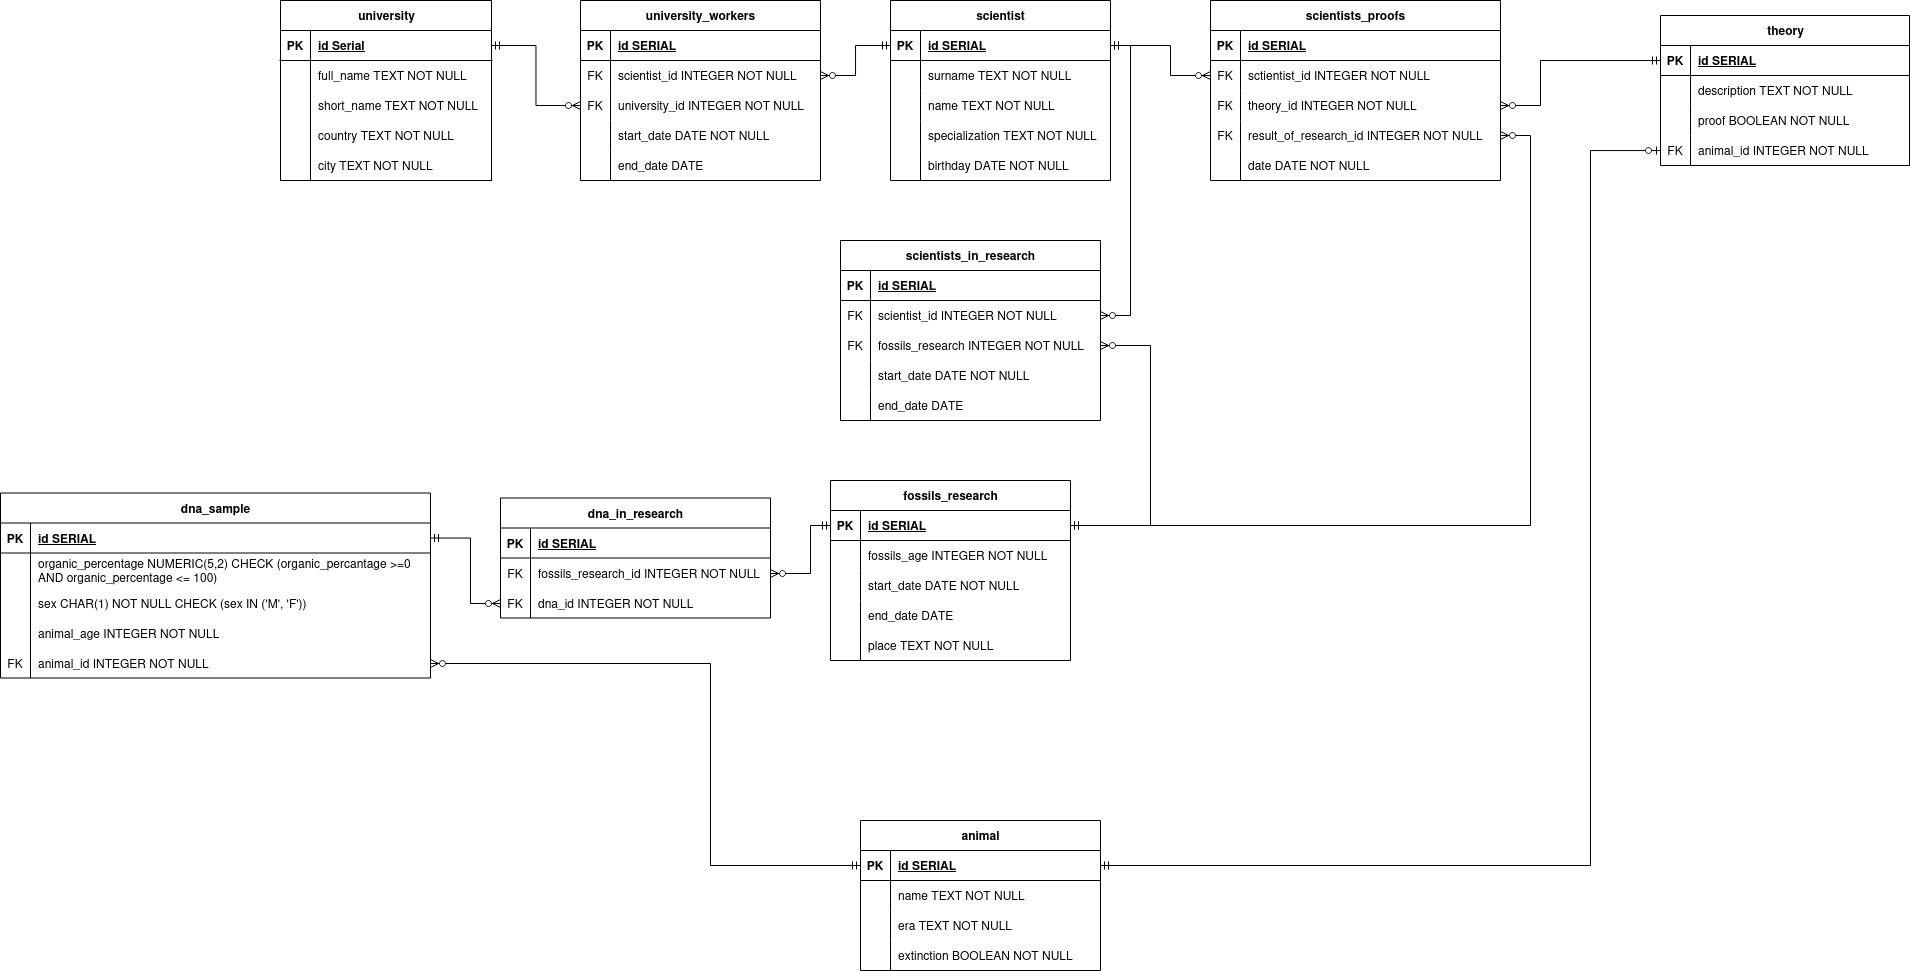 university
PK id Serial
full_name TEXT NOT NULL
short_name TEXT NOT NULL
country TEXT NOT NULL
city TEXT NOT NULL
university_workers
PK id SERIAL
FK scientist_id INTEGER NOT NULL
FK university_id INTEGER NOT NULL
start_date DATE NOT NULL
end_date DATE
scientist
PK id SERIAL
surname TEXT NOT NULL
name TEXT NOT NULL
specialization TEXT NOT NULL
birthday DATE NOT NULL
scientists_proofs
PK id SERIAL
FK sctientist_id INTEGER NOT NULL
FK theory_id INTEGER NOT NULL
FK result_of_research_id INTEGER NOT NULL
date DATE NOT NULL
theory
PK id SERIAL
description TEXT NOT NULL
proof BOOLEAN NOT NULL
FK animal_id INTEGER NOT NULL
scientists_in_research
PK id SERIAL
FK scientist_id INTEGER NOT NULL
FK fossils_research INTEGER NOT NULL
start_date DATE NOT NULL
end_date DATE
dna_sample
PK id SERIAL
organic_percentage NUMERIC(5,2) CHECK (organic_percantage >=0
AND organic_percentage <= 100)
sex CHAR(1) NOT NULL CHECK (sex IN ('M', 'F'))
animal_age INTEGER NOT NULL
FK animal_id INTEGER NOT NULL
dna_in_research
PK id SERIAL
FK fossils_research_id INTEGER NOT NULL
FK dna_id INTEGER NOT NULL
fossils_research
PK id SERIAL
fossils_age INTEGER NOT NULL
start_date DATE NOT NULL
end_date DATE
place TEXT NOT NULL
animal
PK id SERIAL
name TEXT NOT NULL
era TEXT NOT NULL
extinction BOOLEAN NOT NULL